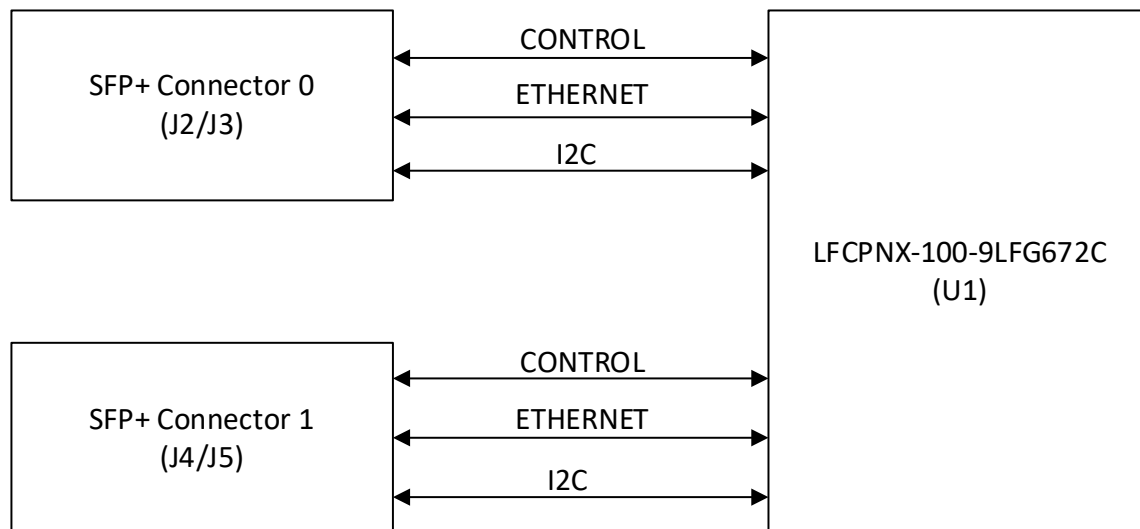 SFP+ Connector 0
(J2/J3)
CONTROL
ETHERNET
I2C
LFCPNX-100-9LFG672C
(U1)
SFP+ Connector 1
(J4/J5)
CONTROL
ETHERNET
I2C